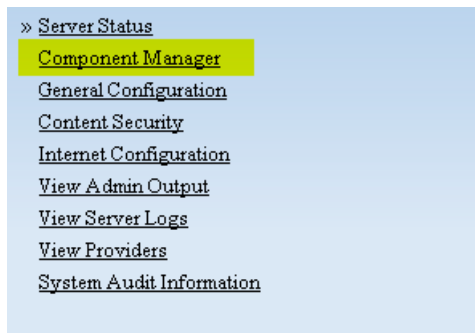 » Server Status
Component Manager
General Configuration
Content Security
Internet Configuration
View Admin Output
View Server Logs
View Providers
System Audit Information